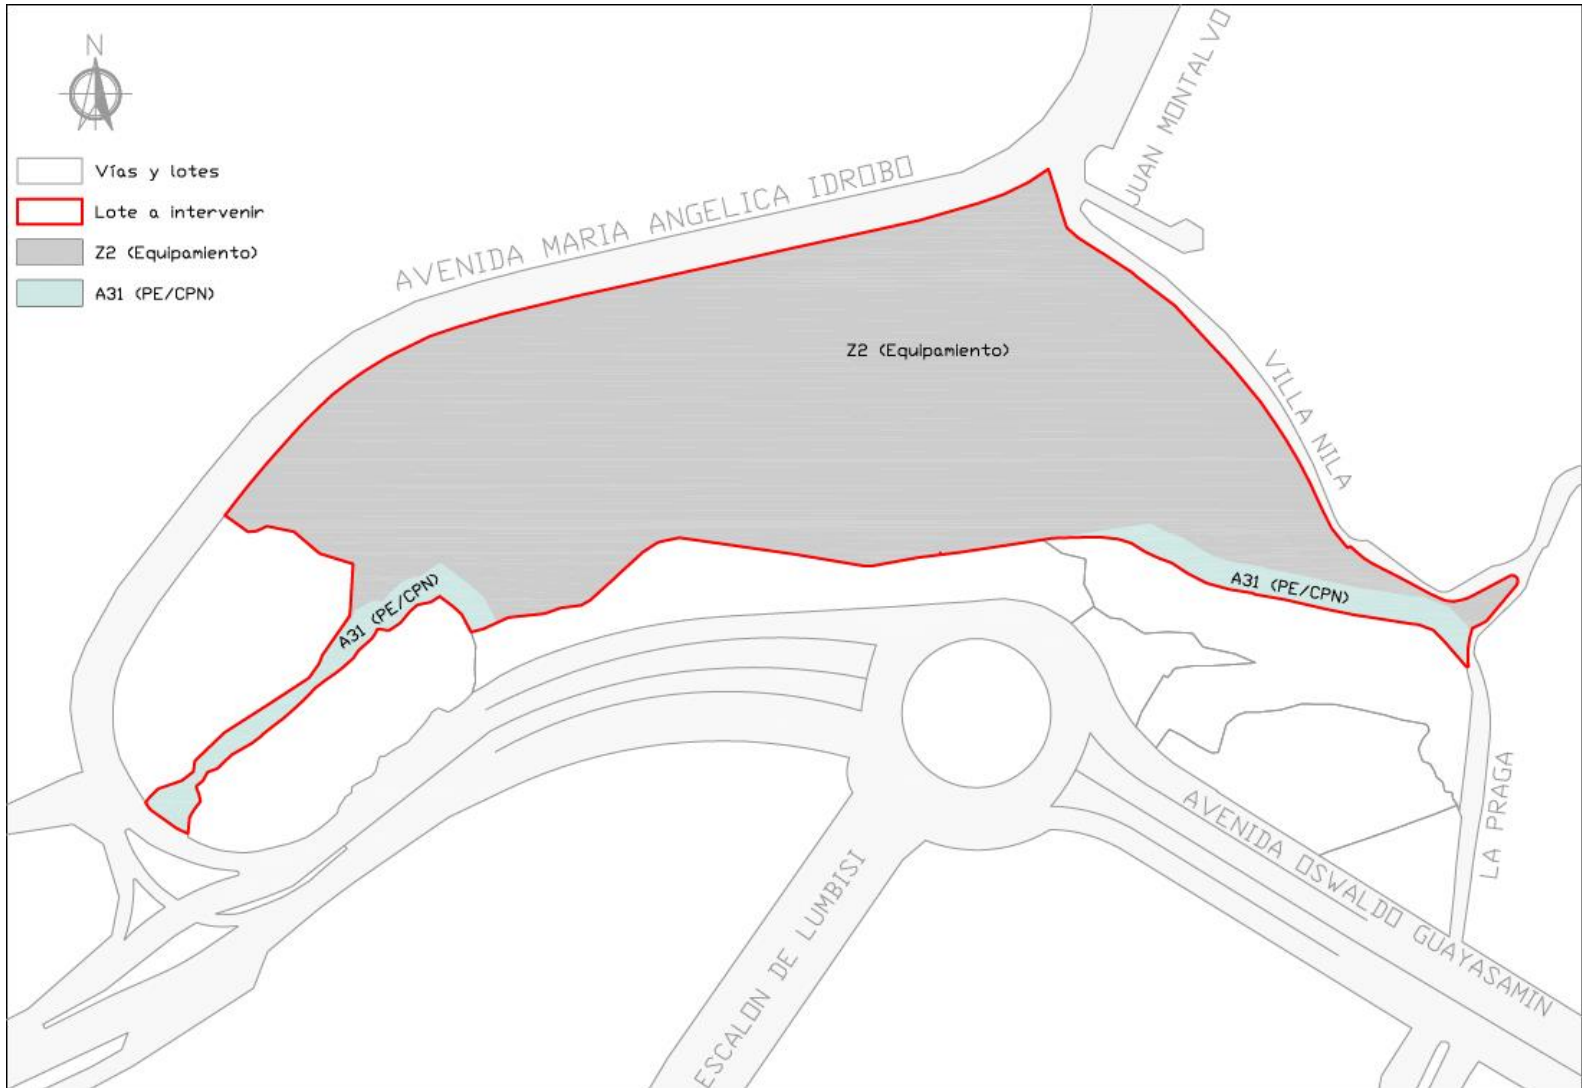 N
Vías y lotes
Lote a intervenir
Z2 (Equipamiento)
A31 (PE/CPN)
AVENIDA MARIA ANGELICA IDROBO
JUAN MONTALVO
Z2 (Equipamiento)
VILLA NILA
A31 (PE/CPN)
A31 (PE/CPN)
LA PRAGA
AVENIDA OSWALDO GUAYASAMIN
ESCALON DE LUMBISI